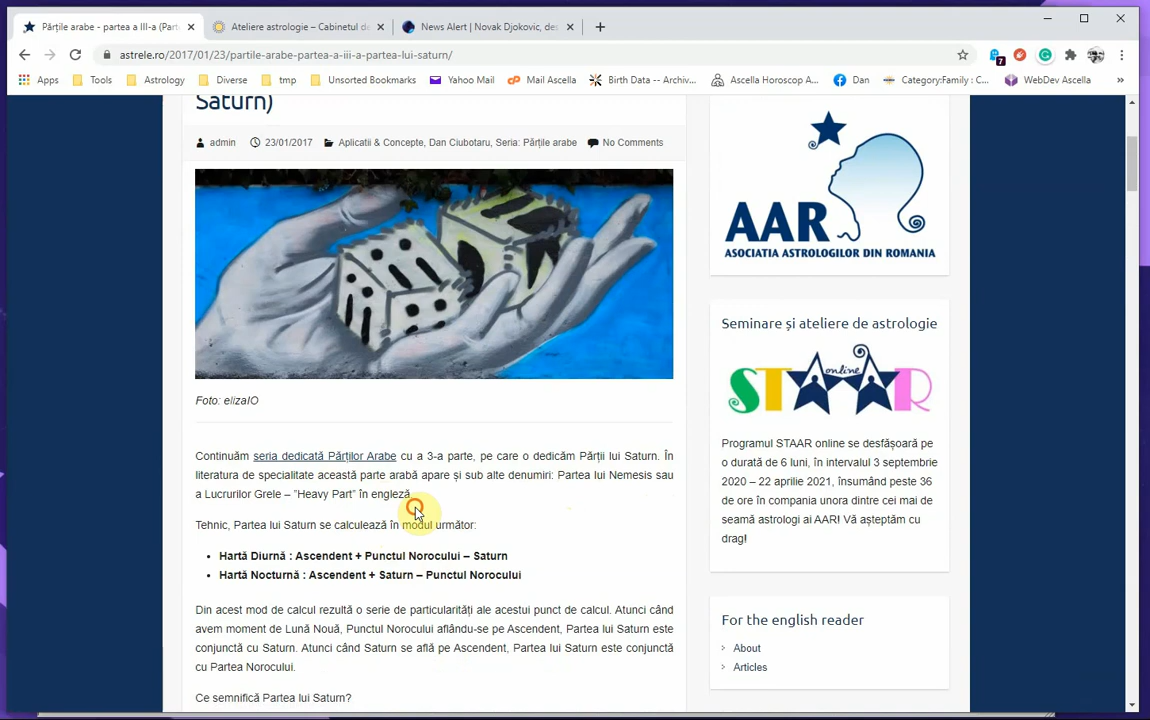 Părțile arabe - partea a III-a (Part
Ateliere astrologie – Cabinetul de
News Alert | Novak Djokovic, des
astrele.ro/2017/01/23/partile-arabe-partea-a-iii-a-partea-lui-saturn/
7
Apps
Tools
Astrology
Diverse
tmp
Unsorted Bookmarks
Yahoo Mail
Mail Ascella
Birth Data -- Archiv...
Ascella Horoscop A...
Dan
Category:Family : C...
WebDev Ascella
»
Saturn)
admin 23/01/2017 Aplicatii & Concepte, Dan Ciubotaru, Seria: Părțile arabe No Comments
Foto: elizaIO
Continuăm seria dedicată Părților Arabe cu a 3-a parte, pe care o dedicăm Părții lui Saturn. În
literatura de specialitate această parte arabă apare și sub alte denumiri: Partea lui Nemesis sau
a Lucrurilor Grele – ”Heavy Part” în engleză.
Tehnic, Partea lui Saturn se calculează în modul următor:
• Hartă Diurnă : Ascendent + Punctul Norocului – Saturn
• Hartă Nocturnă : Ascendent + Saturn – Punctul Norocului
Din acest mod de calcul rezultă o serie de particularități ale acestui punct de calcul. Atunci când
avem moment de Lună Nouă, Punctul Norocului aflându-se pe Ascendent, Partea lui Saturn este
conjunctă cu Saturn. Atunci când Saturn se află pe Ascendent, Partea lui Saturn este conjunctă
cu Partea Norocului.
Ce semnifică Partea lui Saturn?
AAR
ASOCIATIA ASTROLOGILOR DIN ROMANIA
Seminare și ateliere de astrologie
STAAR
online
Programul STAAR online se desfășoară pe
o durată de 6 luni, în intervalul 3 septembrie
2020 – 22 aprilie 2021, însumând peste 36
de ore în compania unora dintre cei mai de
seamă astrologi ai AAR! Vă așteptăm cu
drag!
For the english reader
About
Articles